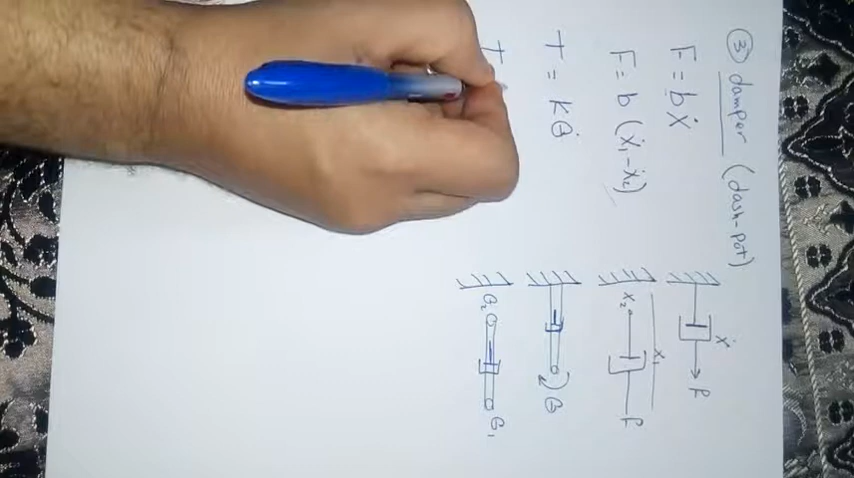 ③ damper (dash-pot)
F = bẋ
ẋ F
F = b (ẋ₁-ẋ₂)
x₂ x₁ F
T = Kθ̇
θ
T
θ₂ θ₁